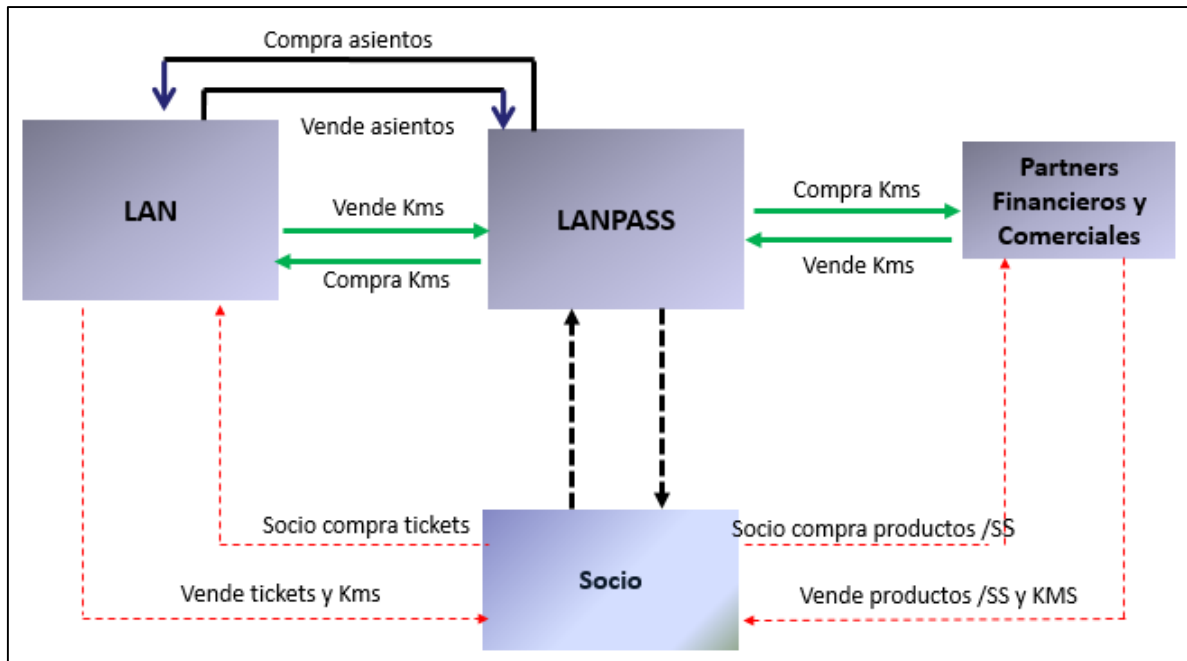 Compra asientos
Vende asientos
LAN
Vende Kms
Compra Kms
LANPASS
Compra Kms
Vende Kms
Partners
Financieros y
Comerciales
Socio compra tickets
Vende tickets y Kms
Socio
Socio compra productos /SS
Vende productos /SS y KMS